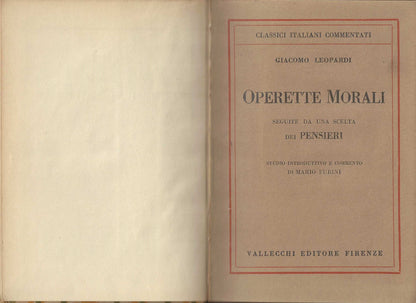 CLASSICI ITALIANI COMMENTATI
GIACOMO LEOPARDI
OPERETTE MORALI
SEGUITE DA UNA SCELTA
DEI PENSIERI
STUDIO INTRODUTTIVO E COMMENTO
DI MARIO FUBINI
VALLECCHI EDITORE FIRENZE